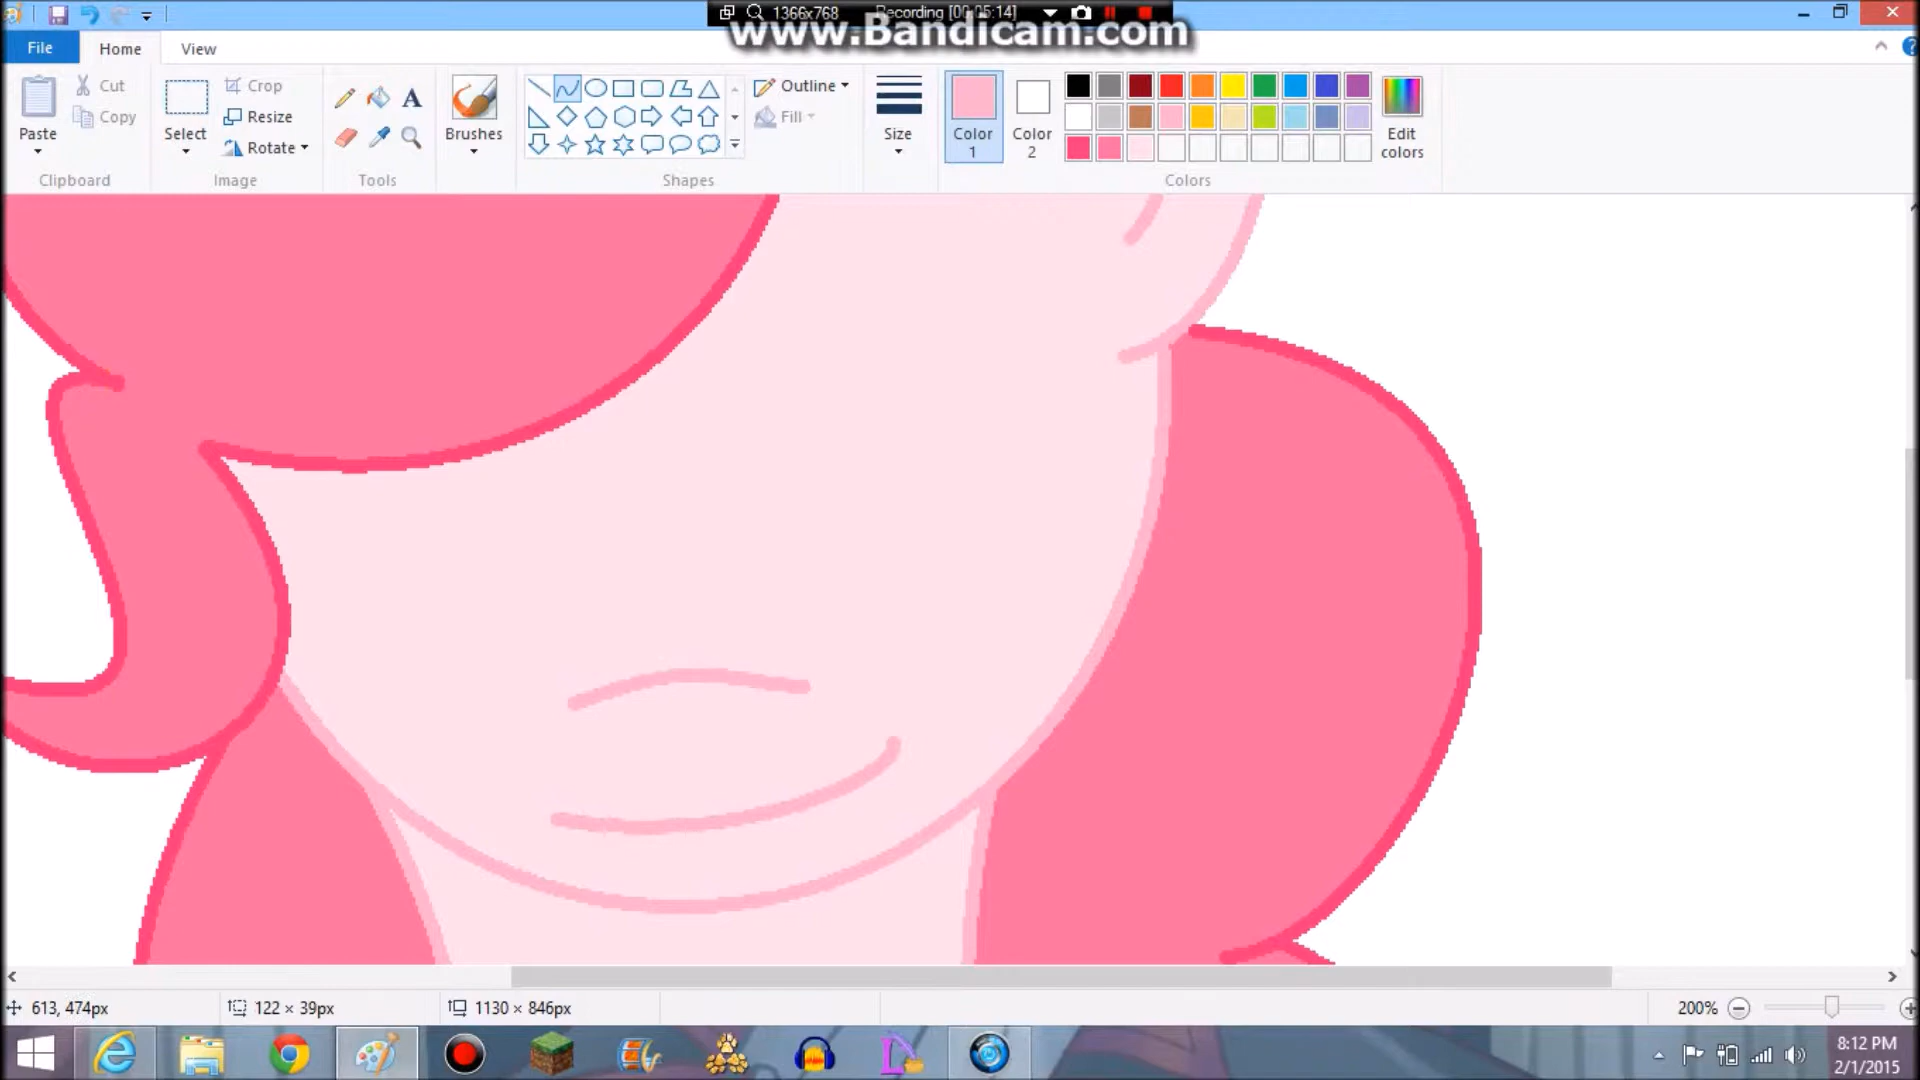 1366x768 Recording [00:05:14]
www.Bandicam.com
File Home View
Paste
Cut
Copy
Clipboard
Select
Crop
Resize
Rotate
Image
A
Tools
Brushes
Shapes
Outline
Fill
Size
Color 1
Color 2
Edit colors
Colors
613, 474px
122 × 39px
1130 × 846px
200%
8:12 PM
2/1/2015